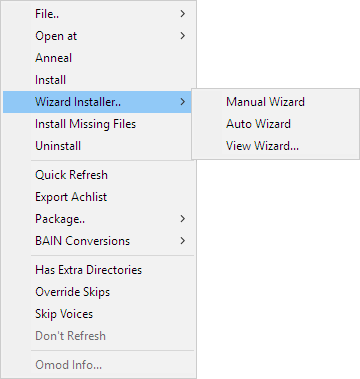 File..
Open at
Anneal
Install
Wizard Installer..
Install Missing Files
Uninstall
Quick Refresh
Export Achlist
Package..
BAIN Conversions
Has Extra Directories
Override Skips
Skip Voices
Don't Refresh
Omod Info...
Manual Wizard
Auto Wizard
View Wizard...